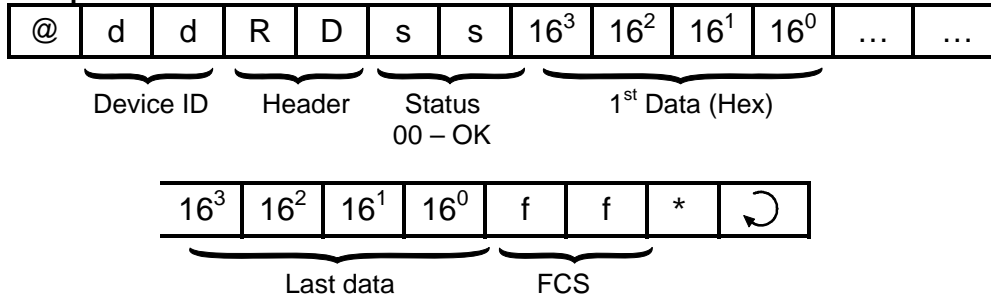 @ d d R D s s 16³ 16² 16¹ 16⁰ … …
Device ID Header Status 1st Data (Hex)
00 – OK
16³ 16² 16¹ 16⁰ f f *
Last data FCS